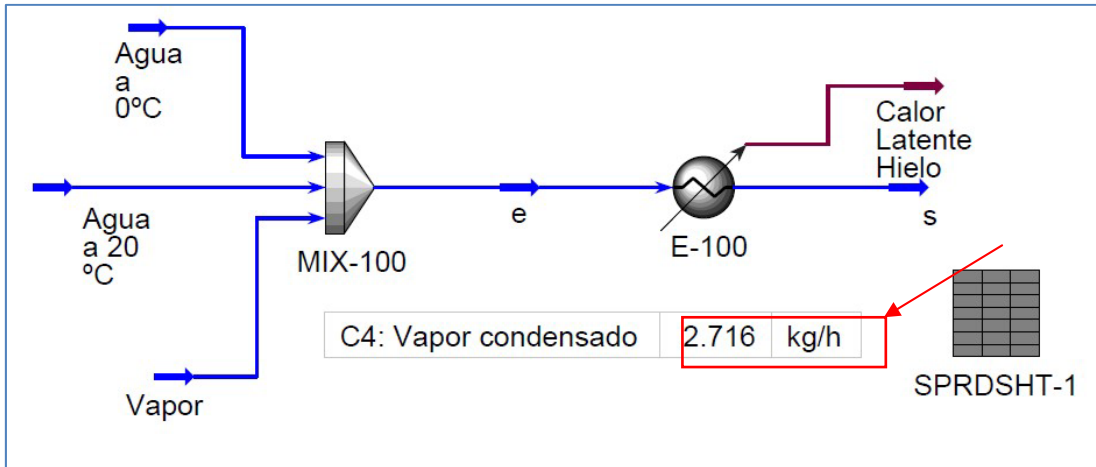 Agua
a
0ºC
Calor
Latente
Hielo
Agua
a 20
ºC
MIX-100
e
E-100
s
C4: Vapor condensado 2.716 kg/h
Vapor
SPRDSHT-1